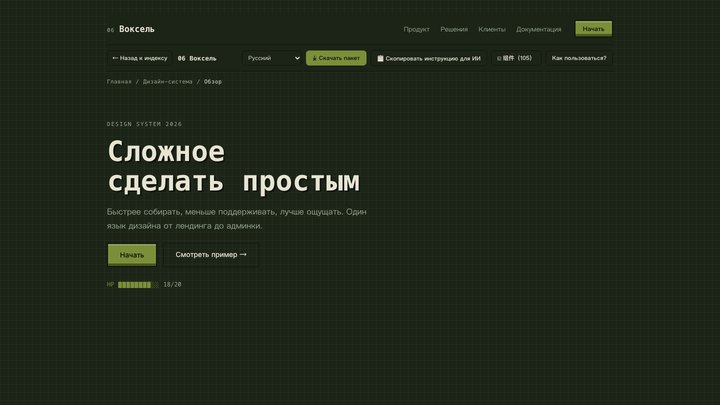 06 Воксель
Продукт Решения Клиенты Документация Начать
← Назад к индексу 06 Воксель Русский Скачать пакет Скопировать инструкцию для ИИ 组件 (105) Как пользоваться?
Главная / Дизайн-система / Обзор
DESIGN SYSTEM 2026
Сложное
сделать простым
Быстрее собирать, меньше поддерживать, лучше ощущать. Один
язык дизайна от лендинга до админки.
Начать Смотреть пример →
HP ████████░░ 18/20